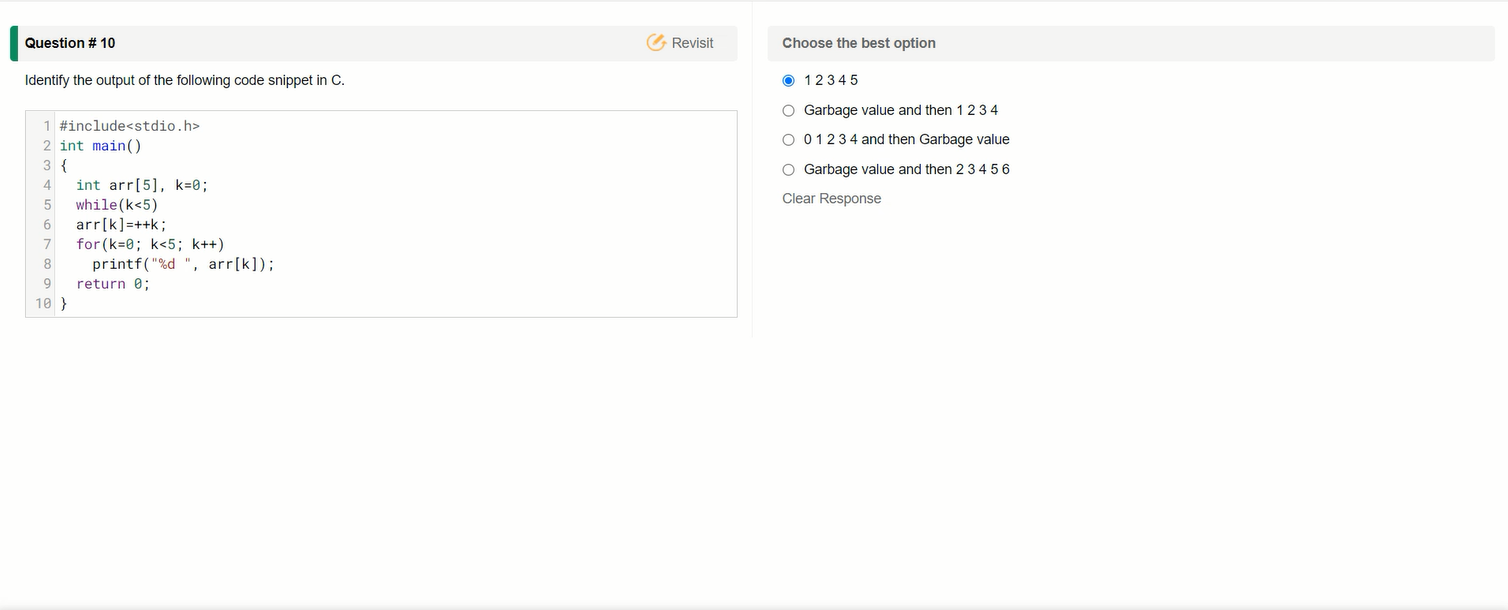 Question # 10
Revisit
Identify the output of the following code snippet in C.
1 #include<stdio.h>
2 int main()
3 {
4   int arr[5], k=0;
5   while(k<5)
6   arr[k]=++k;
7   for(k=0; k<5; k++)
8     printf("%d ", arr[k]);
9   return 0;
10 }
Choose the best option
1 2 3 4 5
Garbage value and then 1 2 3 4
0 1 2 3 4 and then Garbage value
Garbage value and then 2 3 4 5 6
Clear Response